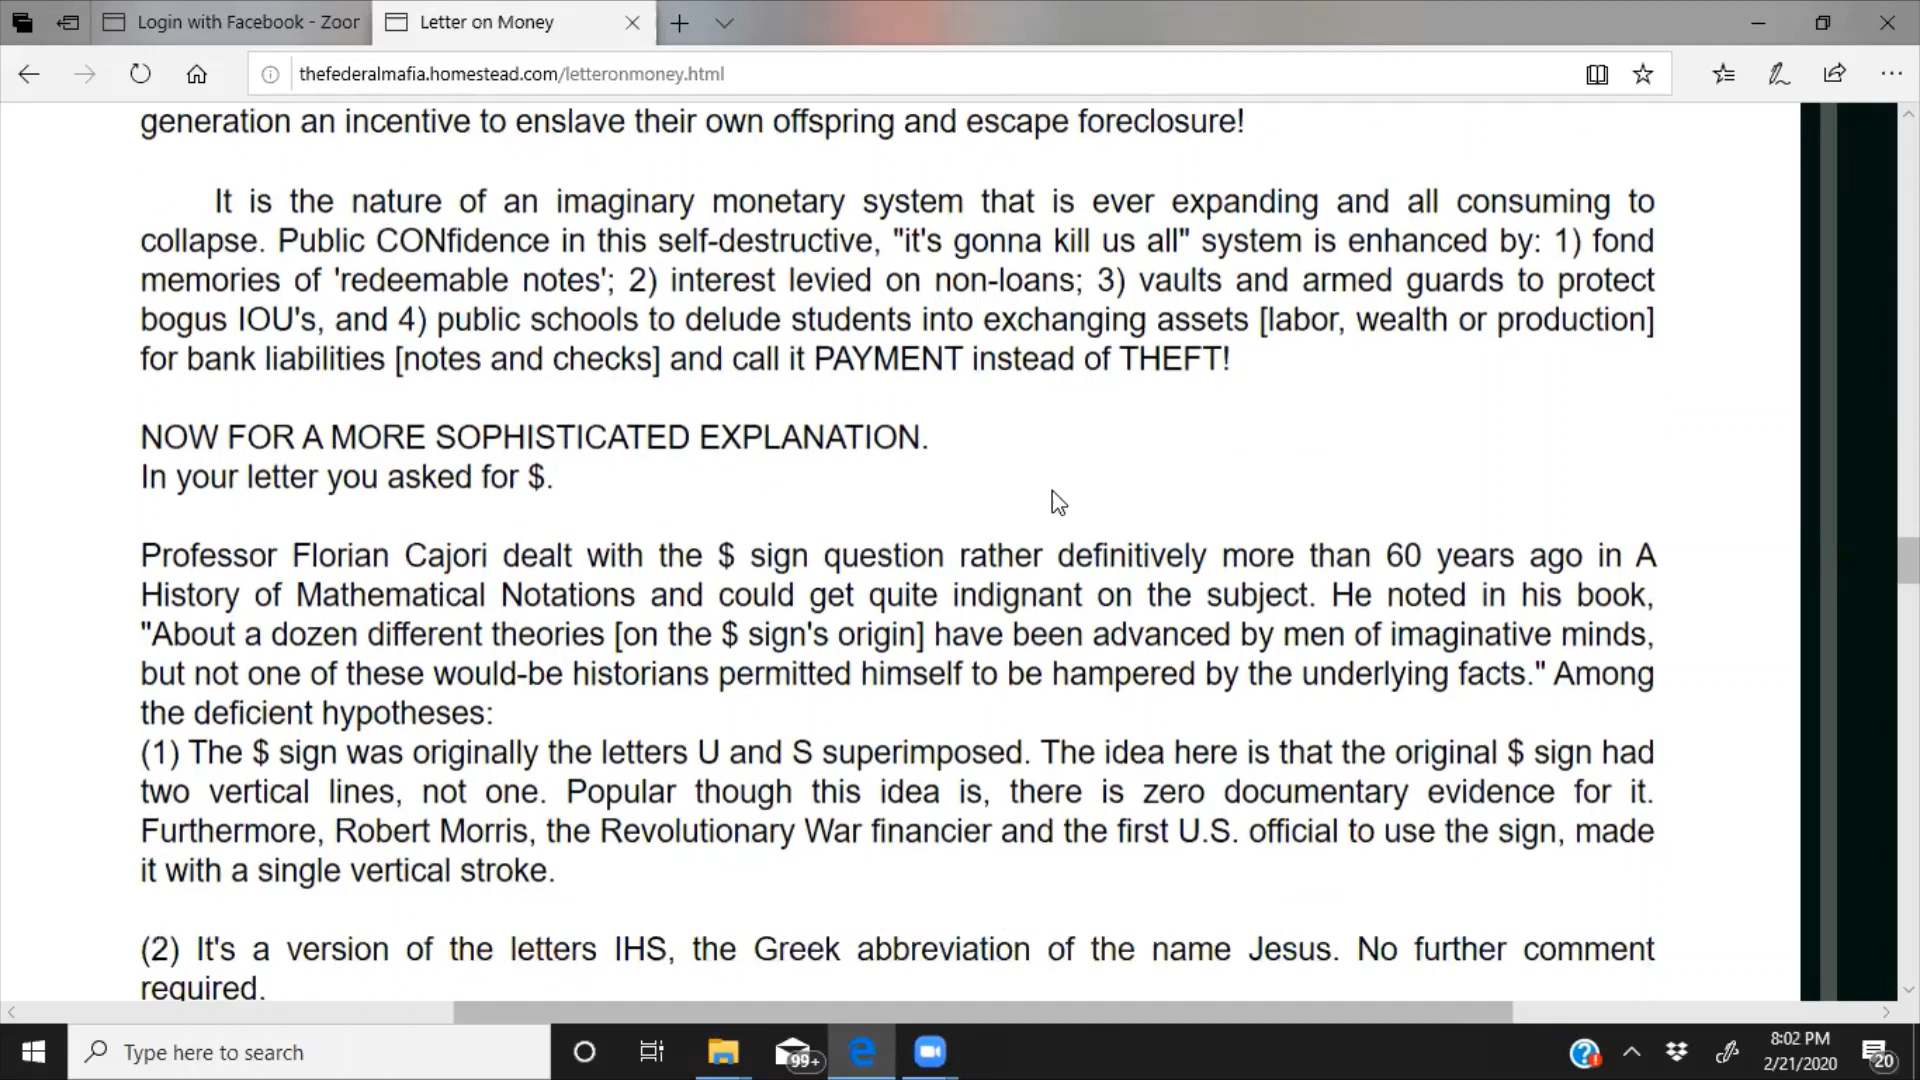 Login with Facebook - Zoor
Letter on Money
thefederalmafia.homestead.com/letteronmoney.html
generation an incentive to enslave their own offspring and escape foreclosure!
It is the nature of an imaginary monetary system that is ever expanding and all consuming to
collapse. Public CONfidence in this self-destructive, "it's gonna kill us all" system is enhanced by: 1) fond
memories of 'redeemable notes'; 2) interest levied on non-loans; 3) vaults and armed guards to protect
bogus IOU's, and 4) public schools to delude students into exchanging assets [labor, wealth or production]
for bank liabilities [notes and checks] and call it PAYMENT instead of THEFT!
NOW FOR A MORE SOPHISTICATED EXPLANATION.
In your letter you asked for $.
Professor Florian Cajori dealt with the $ sign question rather definitively more than 60 years ago in A
History of Mathematical Notations and could get quite indignant on the subject. He noted in his book,
"About a dozen different theories [on the $ sign's origin] have been advanced by men of imaginative minds,
but not one of these would-be historians permitted himself to be hampered by the underlying facts." Among
the deficient hypotheses:
(1) The $ sign was originally the letters U and S superimposed. The idea here is that the original $ sign had
two vertical lines, not one. Popular though this idea is, there is zero documentary evidence for it.
Furthermore, Robert Morris, the Revolutionary War financier and the first U.S. official to use the sign, made
it with a single vertical stroke.
(2) It's a version of the letters IHS, the Greek abbreviation of the name Jesus. No further comment
required.
Type here to search
99+
8:02 PM
2/21/2020
20